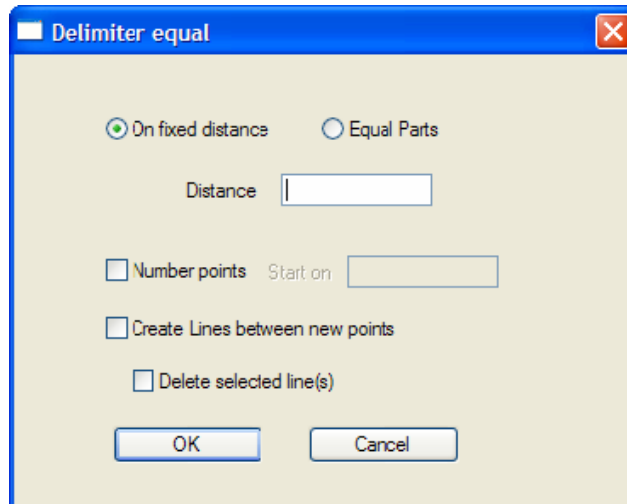 Delimiter equal
On fixed distance Equal Parts
Distance
Number points Start on
Create Lines between new points
Delete selected line(s)
OK Cancel